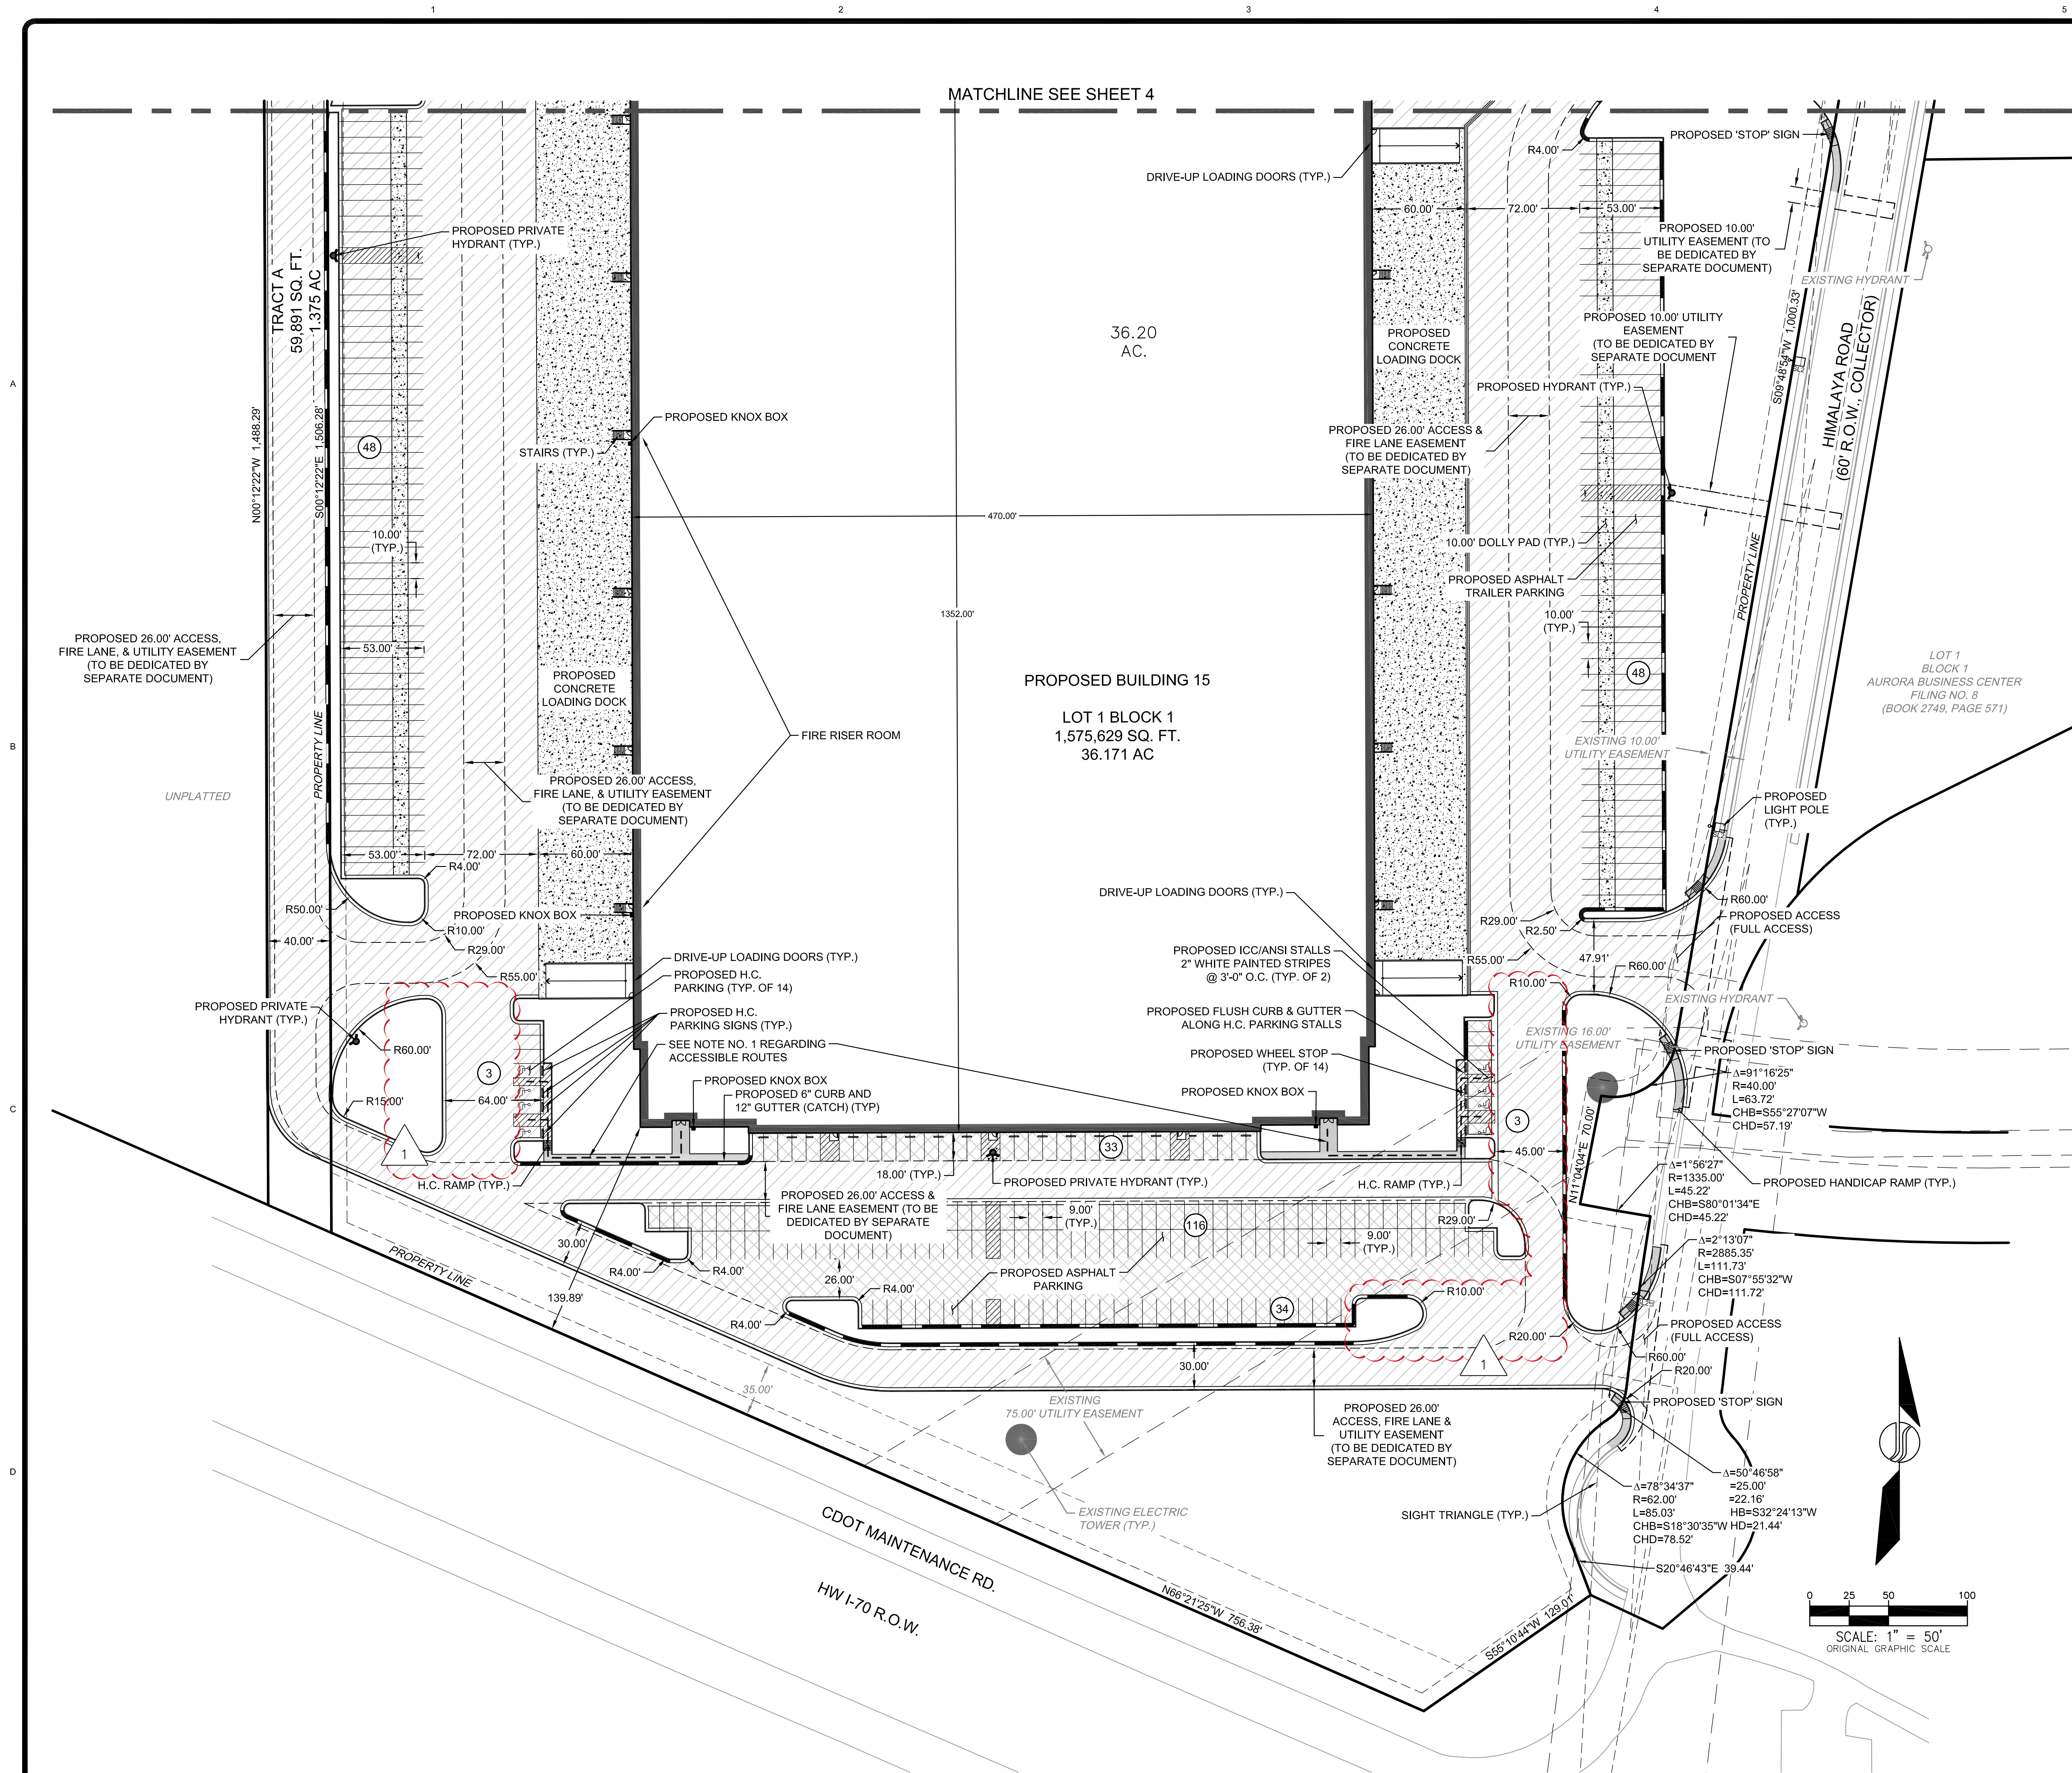 1
2
3
4
5
MATCHLINE SEE SHEET 4
PROPOSED 'STOP' SIGN
R4.00'
DRIVE-UP LOADING DOORS (TYP.)
60.00'
72.00'
53.00'
PROPOSED PRIVATE
HYDRANT (TYP.)
PROPOSED 10.00'
UTILITY EASEMENT (TO
BE DEDICATED BY
SEPARATE DOCUMENT)
EXISTING HYDRANT
TRACT A
59,891 SQ. FT.
1.375 AC
36.20
AC.
PROPOSED
CONCRETE
LOADING DOCK
PROPOSED 10.00' UTILITY
EASEMENT
(TO BE DEDICATED BY
SEPARATE DOCUMENT
S09°48'54"W 1,000.33'
HIMALAYA ROAD
(60' R.O.W., COLLECTOR)
A
PROPOSED HYDRANT (TYP.)
N00°12'22"W 1,488.29'
S00°12'22"E 1,506.28'
48
PROPOSED KNOX BOX
STAIRS (TYP.)
PROPOSED 26.00' ACCESS &
FIRE LANE EASEMENT
(TO BE DEDICATED BY
SEPARATE DOCUMENT)
470.00'
10.00'
(TYP.)
10.00' DOLLY PAD (TYP.)
PROPERTY LINE
PROPOSED ASPHALT
TRAILER PARKING
1352.00'
10.00'
(TYP.)
PROPOSED 26.00' ACCESS,
FIRE LANE, & UTILITY EASEMENT
(TO BE DEDICATED BY
SEPARATE DOCUMENT)
53.00'
PROPOSED
CONCRETE
LOADING DOCK
PROPOSED BUILDING 15
LOT 1 BLOCK 1
1,575,629 SQ. FT.
36.171 AC
48
LOT 1
BLOCK 1
AURORA BUSINESS CENTER
FILING NO. 8
(BOOK 2749, PAGE 571)
B
PROPERTY LINE
FIRE RISER ROOM
EXISTING 10.00'
UTILITY EASEMENT
UNPLATTED
PROPOSED 26.00' ACCESS,
FIRE LANE, & UTILITY EASEMENT
(TO BE DEDICATED BY
SEPARATE DOCUMENT)
PROPOSED
LIGHT POLE
(TYP.)
53.00'
72.00'
60.00'
R4.00'
DRIVE-UP LOADING DOORS (TYP.)
R50.00'
PROPOSED KNOX BOX
R10.00'
R29.00'
R2.50'
R60.00'
PROPOSED ACCESS
(FULL ACCESS)
40.00'
R29.00'
R55.00'
DRIVE-UP LOADING DOORS (TYP.)
PROPOSED H.C.
PARKING (TYP. OF 14)
PROPOSED ICC/ANSI STALLS
2" WHITE PAINTED STRIPES
@ 3'-0" O.C. (TYP. OF 2)
R55.00'
47.91'
R60.00'
R10.00'
PROPOSED PRIVATE
HYDRANT (TYP.)
PROPOSED H.C.
PARKING SIGNS (TYP.)
PROPOSED FLUSH CURB & GUTTER
ALONG H.C. PARKING STALLS
EXISTING HYDRANT
EXISTING 16.00'
UTILITY EASEMENT
R60.00'
SEE NOTE NO. 1 REGARDING
ACCESSIBLE ROUTES
PROPOSED WHEEL STOP
(TYP. OF 14)
PROPOSED 'STOP' SIGN
3
PROPOSED KNOX BOX
PROPOSED KNOX BOX
Δ=91°16'25"
R=40.00'
L=63.72'
CHB=S55°27'07"W
CHD=57.19'
C
R15.00'
64.00'
PROPOSED 6" CURB AND
12" GUTTER (CATCH) (TYP)
3
1
33
45.00'
N11°04'04"E 70.00'
18.00' (TYP.)
H.C. RAMP (TYP.)
PROPOSED PRIVATE HYDRANT (TYP.)
H.C. RAMP (TYP.)
Δ=1°56'27"
R=1335.00'
L=45.22'
CHB=S80°01'34"E
CHD=45.22'
PROPOSED HANDICAP RAMP (TYP.)
PROPOSED 26.00' ACCESS &
FIRE LANE EASEMENT (TO BE
DEDICATED BY SEPARATE
DOCUMENT)
9.00'
(TYP.)
116
R29.00'
9.00'
(TYP.)
30.00'
PROPERTY LINE
R4.00'
R4.00'
26.00'
PROPOSED ASPHALT
PARKING
Δ=2°13'07"
R=2885.35'
L=111.73'
CHB=S07°55'32"W
CHD=111.72'
139.89'
R4.00'
R10.00'
34
R4.00'
R20.00'
PROPOSED ACCESS
(FULL ACCESS)
1
30.00'
R60.00'
R20.00'
35.00'
EXISTING
75.00' UTILITY EASEMENT
PROPOSED 'STOP' SIGN
PROPOSED 26.00'
ACCESS, FIRE LANE &
UTILITY EASEMENT
(TO BE DEDICATED BY
SEPARATE DOCUMENT)
D
Δ=50°46'58"
=25.00'
=22.16'
HB=S32°24'13"W
HD=21.44'
Δ=78°34'37"
R=62.00'
L=85.03'
CHB=S18°30'35"W
CHD=78.52'
EXISTING ELECTRIC
TOWER (TYP.)
SIGHT TRIANGLE (TYP.)
CDOT MAINTENANCE RD.
S20°46'43"E 39.44'
HW I-70 R.O.W.
N66°21'25"W 756.38'
S55°10'44"W 129.01'
0 25 50 100
SCALE: 1" = 50'
ORIGINAL GRAPHIC SCALE